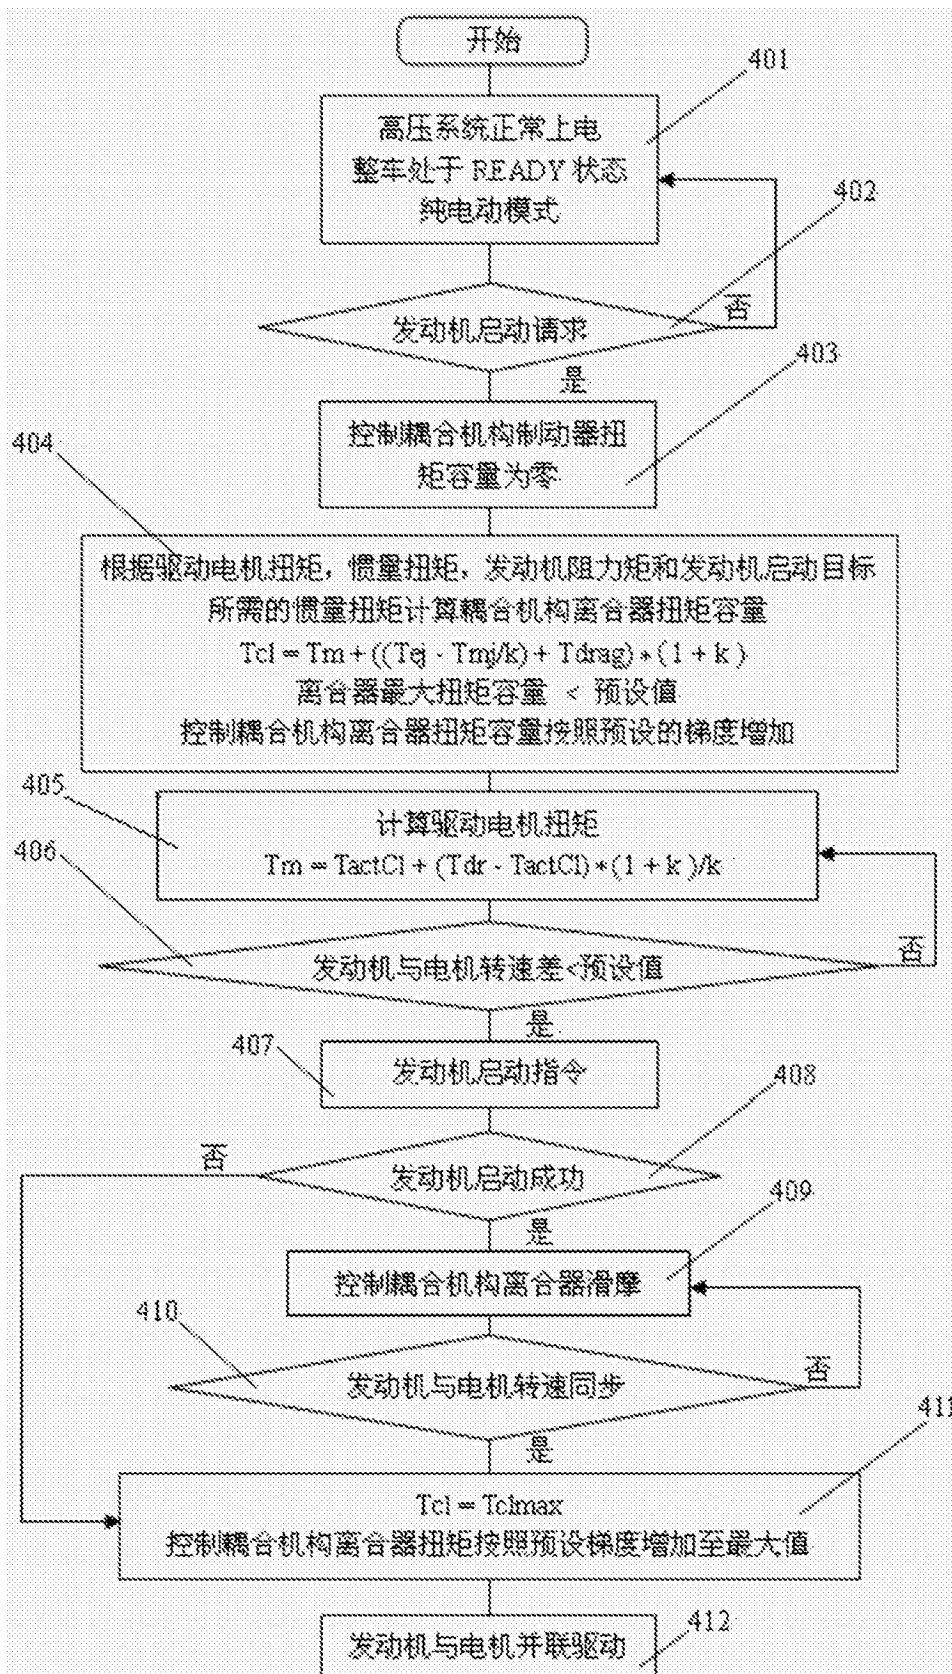 开始
401
高压系统正常上电
整车处于 READY 状态
纯电动模式
402
发动机启动请求
否
是
403
控制耦合机构制动器扭
矩容量为零
404
根据驱动电机扭矩，惯量扭矩，发动机阻力矩和发动机启动目标
所需的惯量扭矩计算耦合机构离合器扭矩容量
Tcl = Tm + ((Tej - Tmj/k) + Tdrag) * (1 + k )
离合器最大扭矩容量 < 预设值
控制耦合机构离合器扭矩容量按照预设的梯度增加
405
计算驱动电机扭矩
Tm = TactCl + (Tdr - TactCl) * (1 + k )/k
406
发动机与电机转速差<预设值
否
是
407
发动机启动指令
408
否
发动机启动成功
是
409
控制耦合机构离合器滑摩
410
发动机与电机转速同步
否
是
411
Tcl = Tclmax
控制耦合机构离合器扭矩按照预设梯度增加至最大值
412
发动机与电机并联驱动